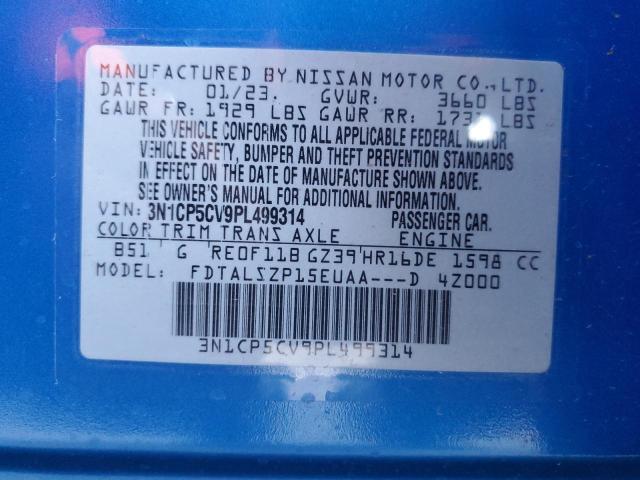 MANUFACTURED BY NISSAN MOTOR CO., LTD.
DATE: 01/23. GVWR: 3660 LBS
GAWR FR: 1929 LBS GAWR RR: LBS
THIS VEHICLE CONFORMS TO ALL APPLICABLE FEDERAL MOTOR
VEHICLE SAFETY, BUMPER AND THEFT PREVENTION STANDARDS
IN EFFECT ON THE DATE OF MANUFACTURE SHOWN ABOVE.
SEE OWNERS MANUAL FOR ADDITIONAL INFORMATION.
VIN: 3N1CP5CV9PL499314 PASSENGER CAR.
COLOR TRIM TRANS AXLE ENGINE
B51 G RE0F11B GZ39 HR16DE 1598 CC
MODEL: FDTALSZP15EUAA---D 4Z000
3N1CP5CV9PL499314